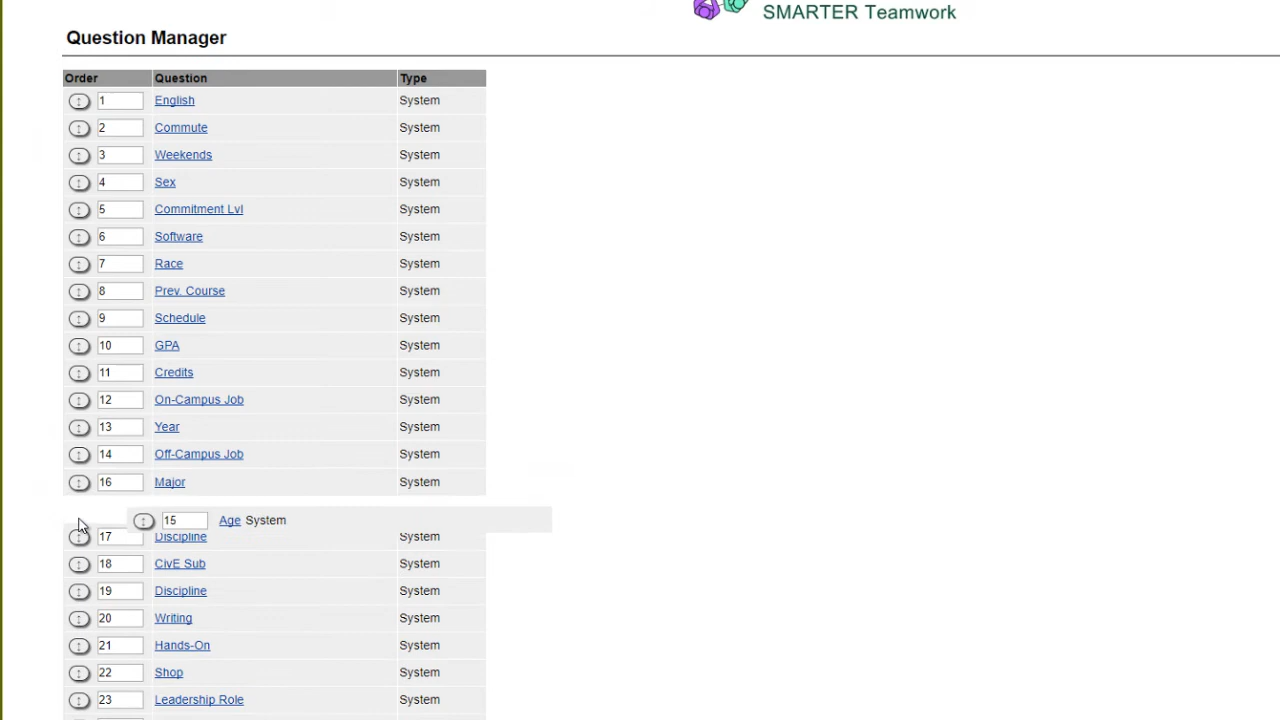 SMARTER Teamwork
Question Manager
Order Question Type
1 English System
2 Commute System
3 Weekends System
4 Sex System
5 Commitment Lvl System
6 Software System
7 Race System
8 Prev. Course System
9 Schedule System
10 GPA System
11 Credits System
12 On-Campus Job System
13 Year System
14 Off-Campus Job System
16 Major System
15 Age System
17 Discipline System
18 CivE Sub System
19 Discipline System
20 Writing System
21 Hands-On System
22 Shop System
23 Leadership Role System